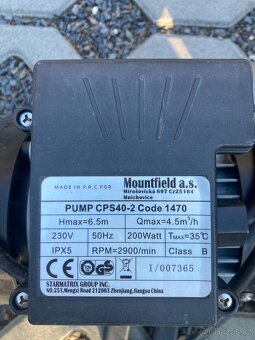 MADE IN P.R.C FOR
Mountfield a.s.
Mirošovická 697 Cz25164
Mnichovice
PUMP CPS40-2 Code 1470
Hmax=6.5m Qmax=4.5m³/h
230V 50Hz 200Watt TMAX=35℃
IPX5 RPM=2900/min Class B
CE GS I/007365
STARMATRIX GROUP INC.
NO.253,Mengxi Road 212003 Zhenjiang,Jiangsu China